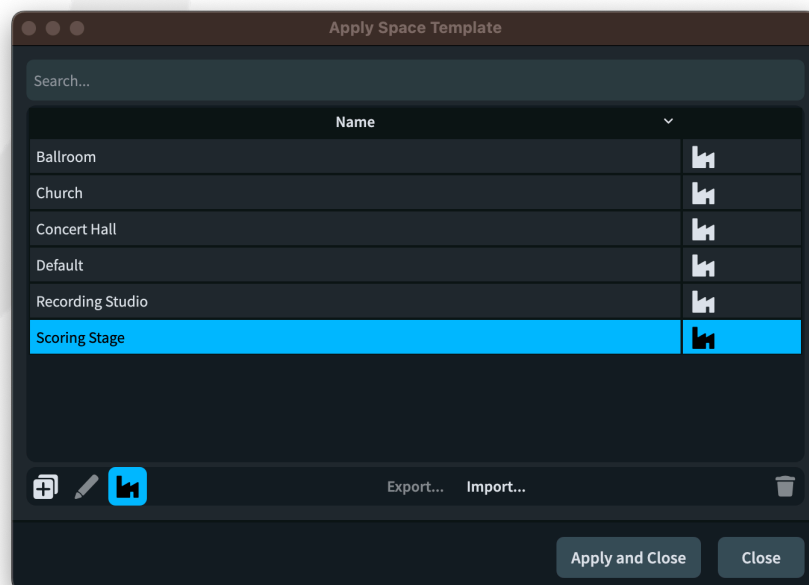 Apply Space Template
Search...
Name
Ballroom
Church
Concert Hall
Default
Recording Studio
Scoring Stage
Export... Import...
Apply and Close Close